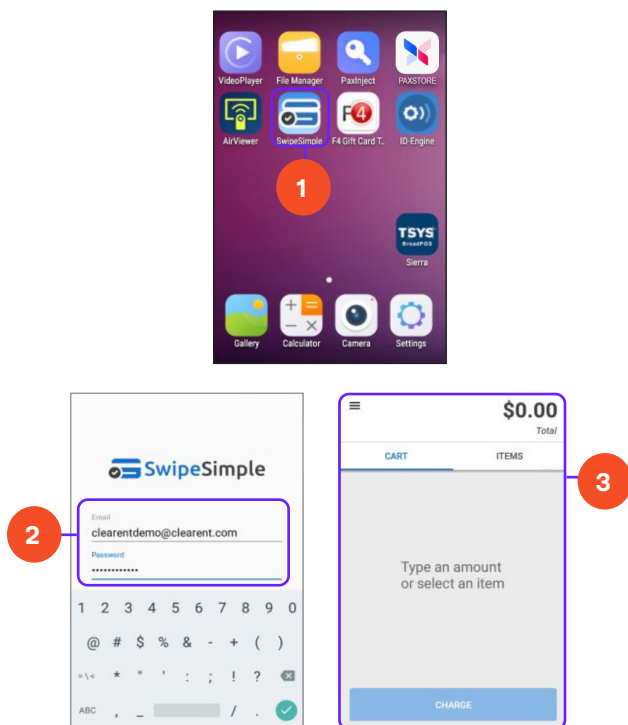 VideoPlayer File Manager PaxInject PAXSTORE
F4
AirViewer SwipeSimple F4 Gift Card T.. ID-Engine
1
TSYS
BroadPOS
Sierra
Gallery Calculator Camera Settings
SwipeSimple
2
Email
clearentdemo@clearent.com
Password
••••••••••••
1 2 3 4 5 6 7 8 9 0
@ # $ % & - + ( )
=\< * " ' : ; ! ?
ABC , _ / .
$0.00
Total
CART ITEMS
3
Type an amount
or select an item
CHARGE